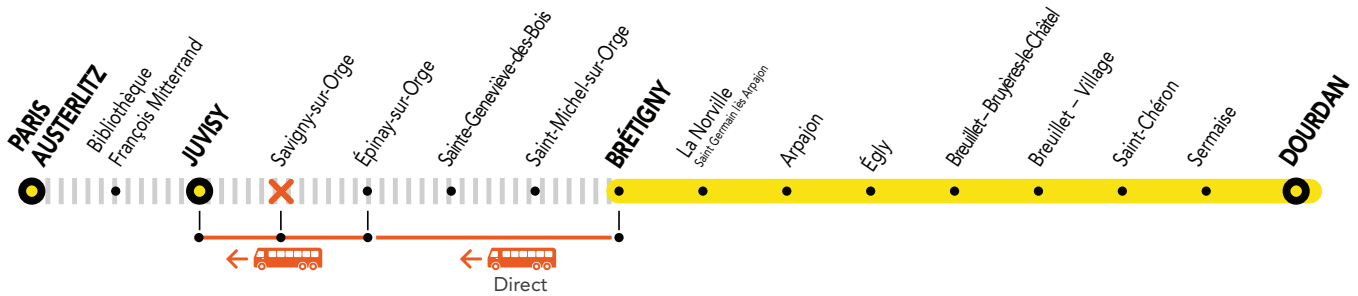 PARIS
AUSTERLITZ
Bibliothèque
François Mitterrand
JUVISY
Savigny-sur-Orge
Épinay-sur-Orge
Sainte-Geneviève-des-Bois
Saint-Michel-sur-Orge
BRÉTIGNY
La Norville
Saint Germain lès Arpajon
Arpajon
Égly
Breuillet – Bruyères-le-Châtel
Breuillet – Village
Saint-Chéron
Sermaise
DOURDAN
Direct